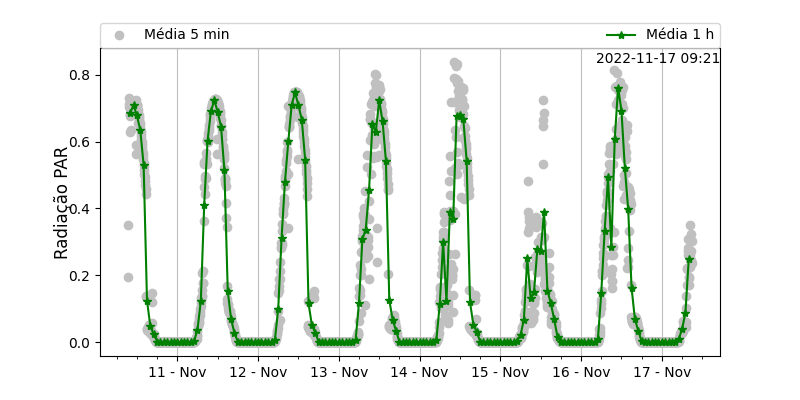 Média 5 min
Média 1 h
2022-11-17 09:21
Radiação PAR
0.8
0.6
0.4
0.2
0.0
11 - Nov
12 - Nov
13 - Nov
14 - Nov
15 - Nov
16 - Nov
17 - Nov